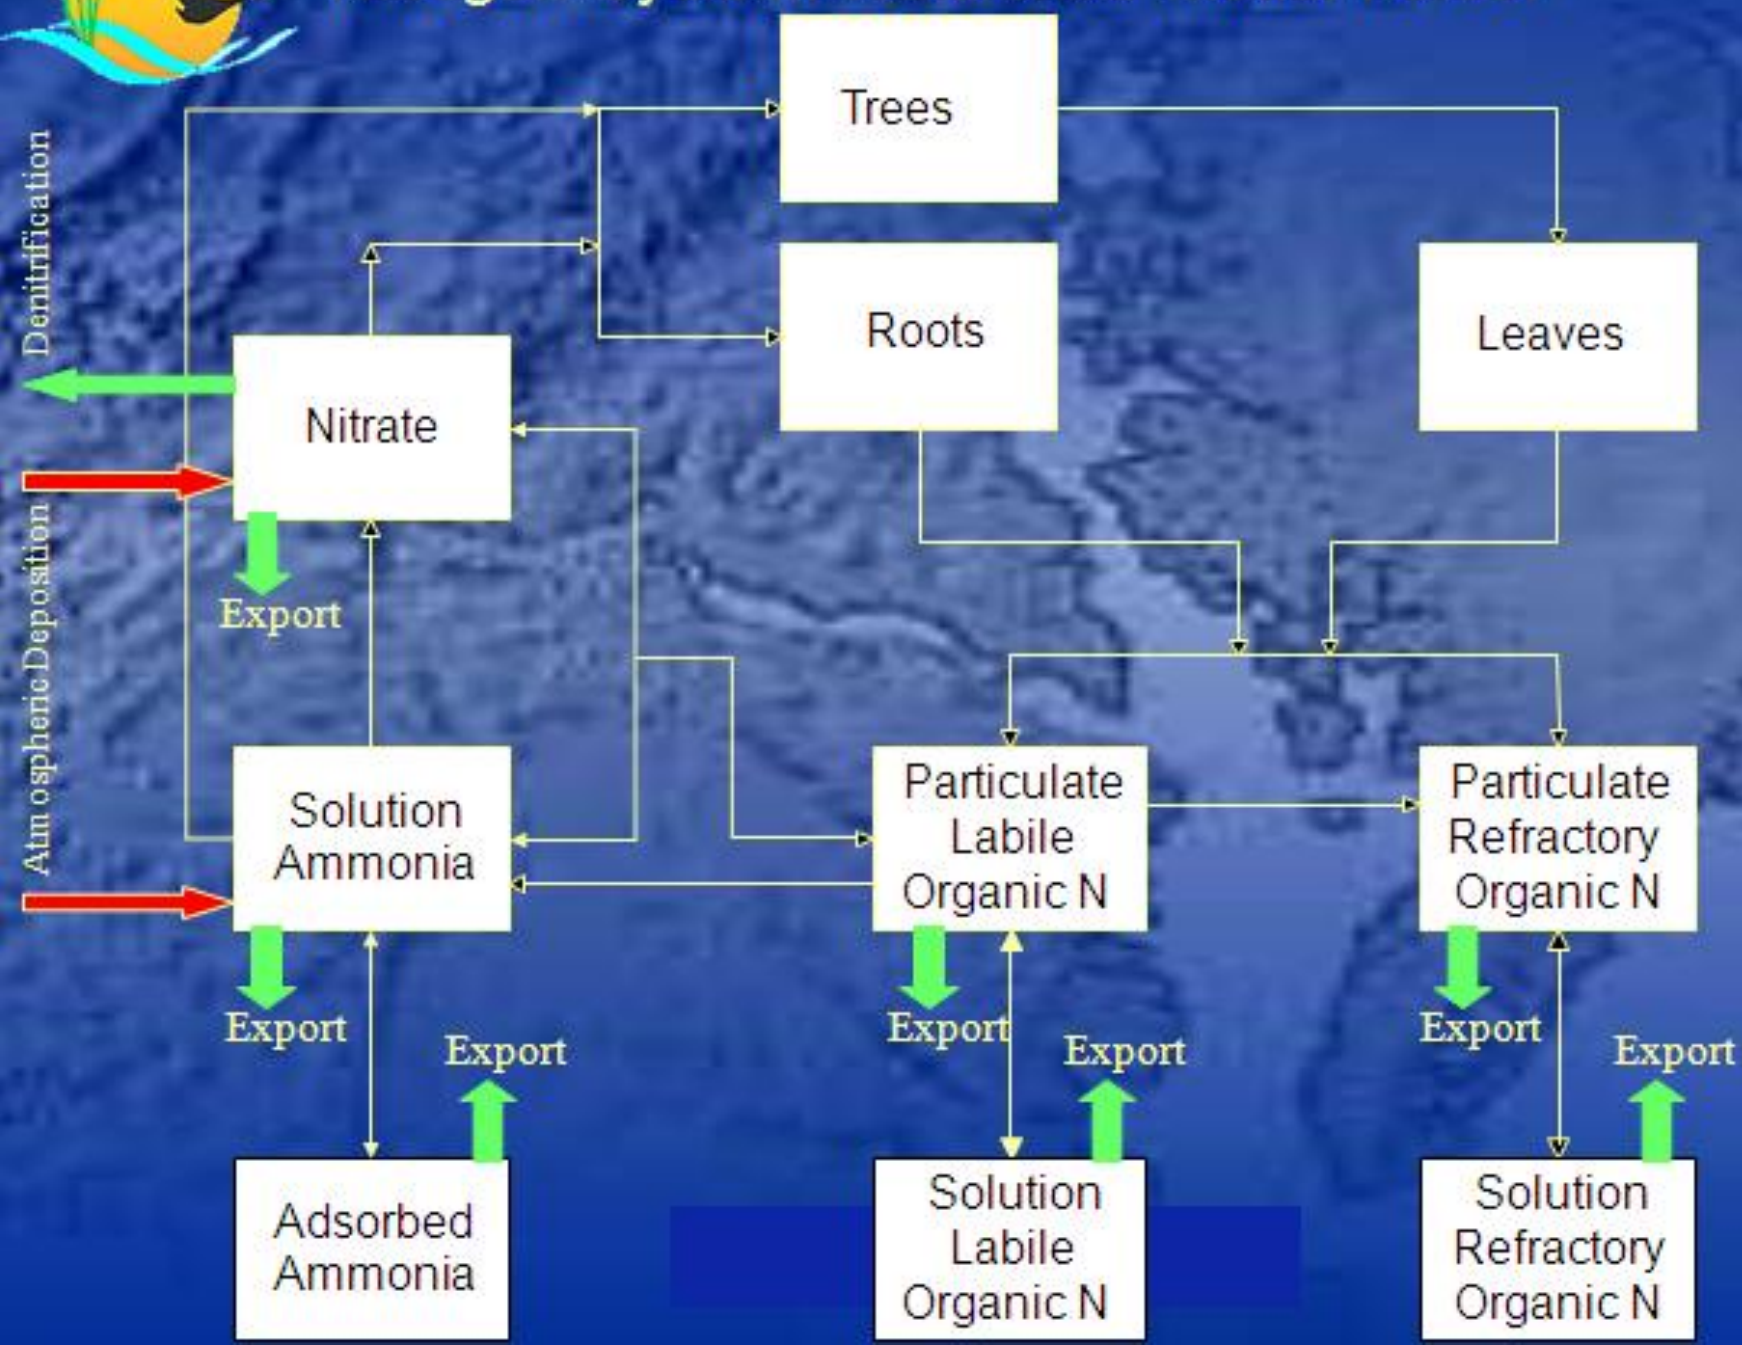 Trees
Denitrification
Roots
Leaves
Nitrate
Atmospheric Deposition
Export
Solution
Ammonia
Particulate
Labile
Organic N
Particulate
Refractory
Organic N
Export
Export
Export
Export
Export
Export
Adsorbed
Ammonia
Solution
Labile
Organic N
Solution
Refractory
Organic N